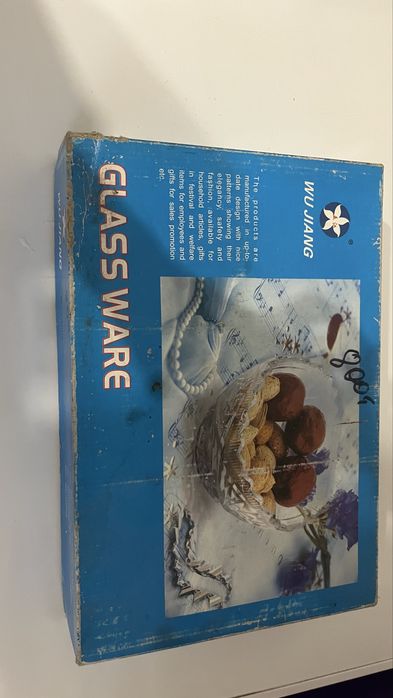 WU JIANG
®
The products are
manufactured in up-to-
date design with nice
patterns showing their
elegancy, safety and
fashion, available for
household articles, gifts
in festival and welfare
items for employees and
gifts for sales promotion
etc.
GLASS WARE
WU JIANG